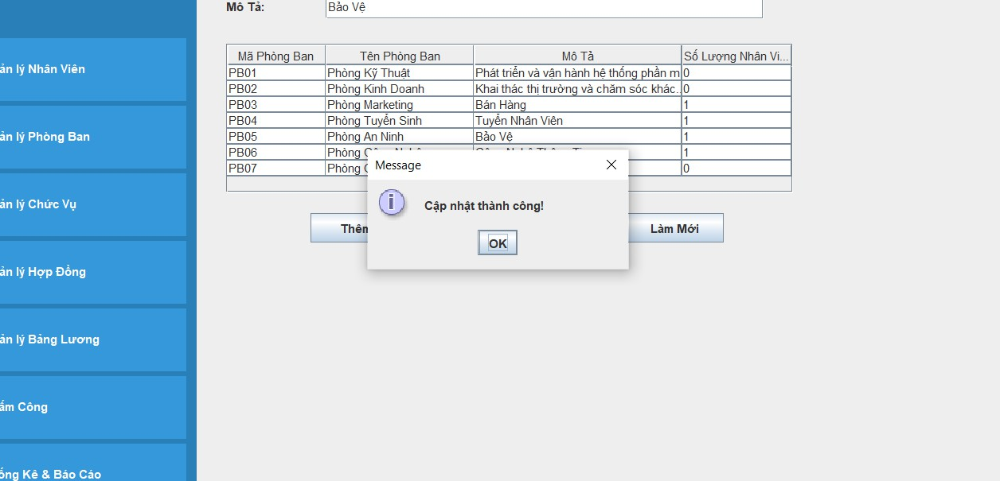 Mô Tả:
Bảo Vệ
ản lý Nhân Viên
ản lý Phòng Ban
ản lý Chức Vụ
ản lý Hợp Đồng
ản lý Bảng Lương
ấm Công
ống Kê & Báo Cáo
Mã Phòng Ban Tên Phòng Ban Mô Tả Số Lượng Nhân Vi...
PB01 Phòng Kỹ Thuật Phát triển và vận hành hệ thống phần m 0
PB02 Phòng Kinh Doanh Khai thác thị trường và chăm sóc khác... 0
PB03 Phòng Marketing Bán Hàng 1
PB04 Phòng Tuyển Sinh Tuyển Nhân Viên 1
PB05 Phòng An Ninh Bảo Vệ 1
PB06 Phòng 1
PB07 Phòng 0
Message
Cập nhật thành công!
OK
Thêm
Làm Mới